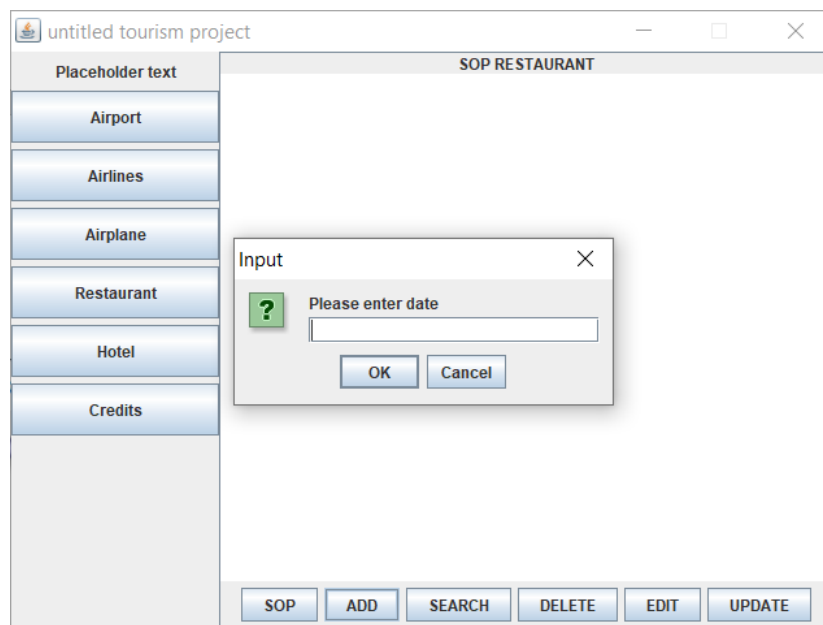 untitled tourism project
Placeholder text
Airport
Airlines
Airplane
Restaurant
Hotel
Credits
SOP RESTAURANT
Input
?
Please enter date
OK Cancel
SOP ADD SEARCH DELETE EDIT UPDATE